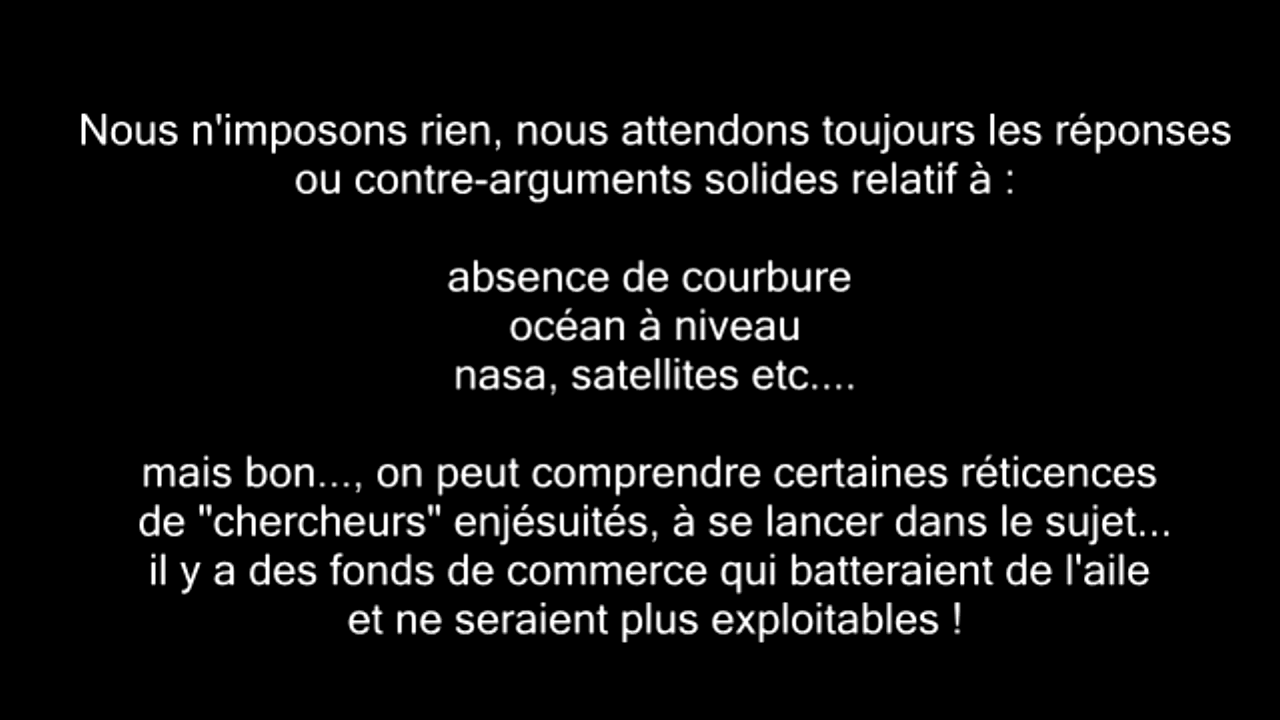 Nous n'imposons rien, nous attendons toujours les réponses
ou contre-arguments solides relatif à :
absence de courbure
océan à niveau
nasa, satellites etc....
mais bon..., on peut comprendre certaines réticences
de "chercheurs" enjésuités, à se lancer dans le sujet...
il y a des fonds de commerce qui batteraient de l'aile
et ne seraient plus exploitables !